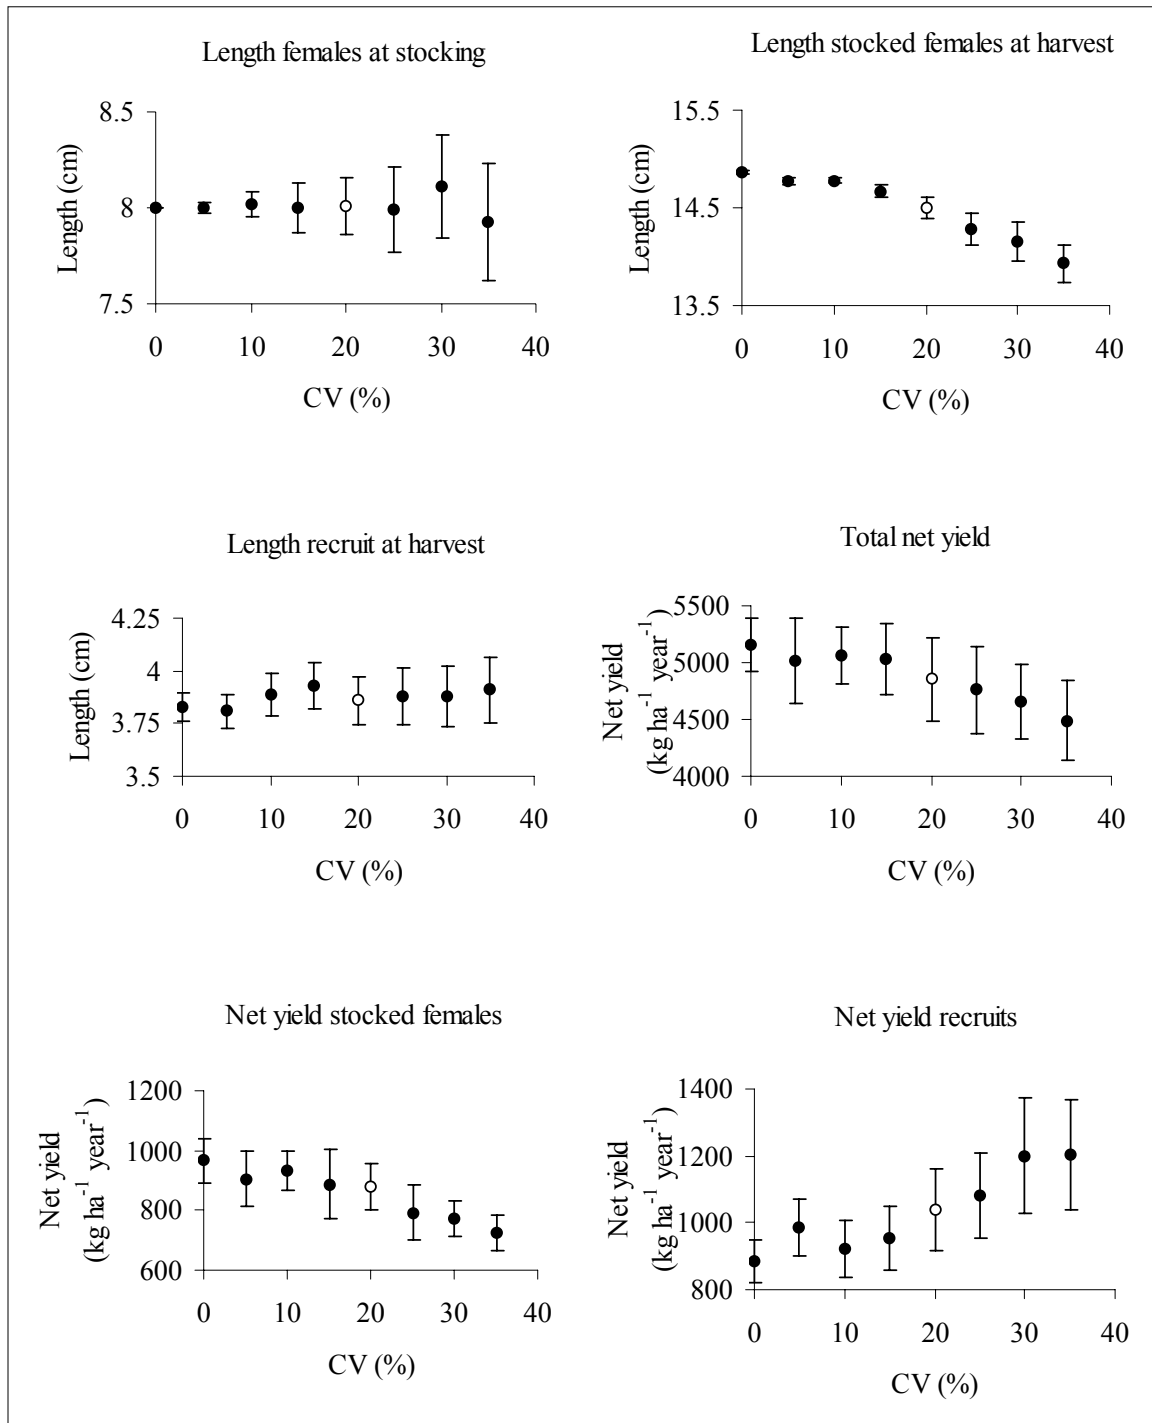 Length females at stocking
Length (cm)
8.5
8
7.5
0 10 20 30 40
CV (%)
Length stocked females at harvest
Length (cm)
15.5
14.5
13.5
0 10 20 30 40
CV (%)
Length recruit at harvest
Length (cm)
4.25
4
3.75
3.5
0 10 20 30 40
CV (%)
Total net yield
Net yield
(kg ha⁻¹ year⁻¹)
5500
5000
4500
4000
0 10 20 30 40
CV (%)
Net yield stocked females
Net yield
(kg ha⁻¹ year⁻¹)
1200
1000
800
600
0 10 20 30 40
CV (%)
Net yield recruits
Net yield
(kg ha⁻¹ year⁻¹)
1400
1200
1000
800
0 10 20 30 40
CV (%)